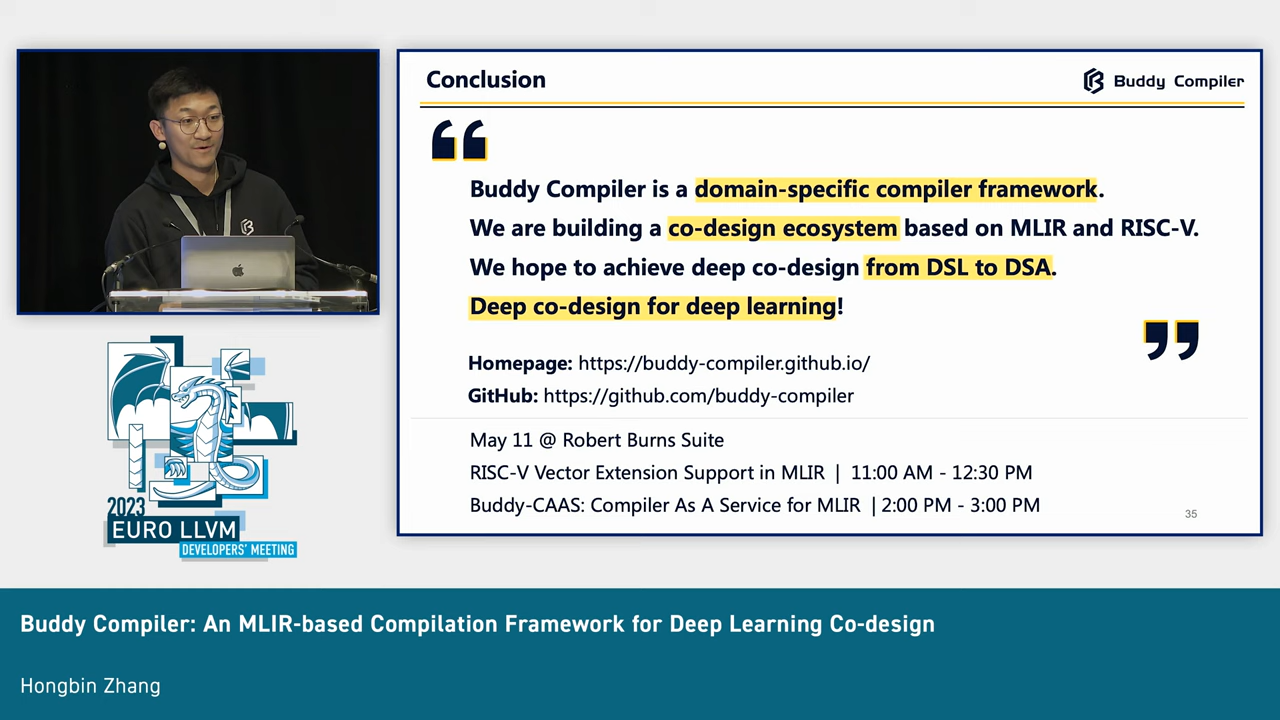 Conclusion
Buddy Compiler
Buddy Compiler is a domain-specific compiler framework.
We are building a co-design ecosystem based on MLIR and RISC-V.
We hope to achieve deep co-design from DSL to DSA.
Deep co-design for deep learning!
Homepage: https://buddy-compiler.github.io/
GitHub: https://github.com/buddy-compiler
May 11 @ Robert Burns Suite
RISC-V Vector Extension Support in MLIR | 11:00 AM - 12:30 PM
Buddy-CAAS: Compiler As A Service for MLIR | 2:00 PM - 3:00 PM
35
2023
EURO LLVM
DEVELOPERS' MEETING
Buddy Compiler: An MLIR-based Compilation Framework for Deep Learning Co-design
Hongbin Zhang